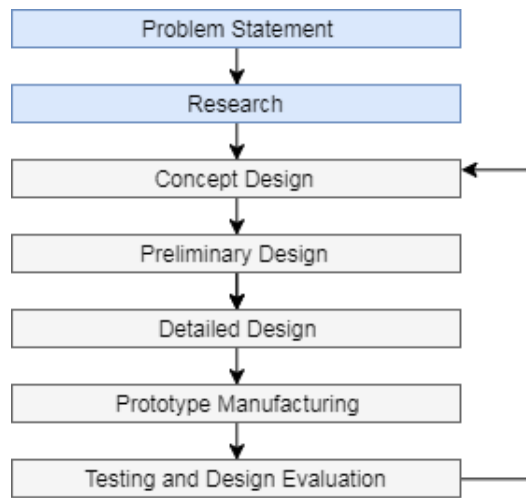 Problem Statement
Research
Concept Design
Preliminary Design
Detailed Design
Prototype Manufacturing
Testing and Design Evaluation